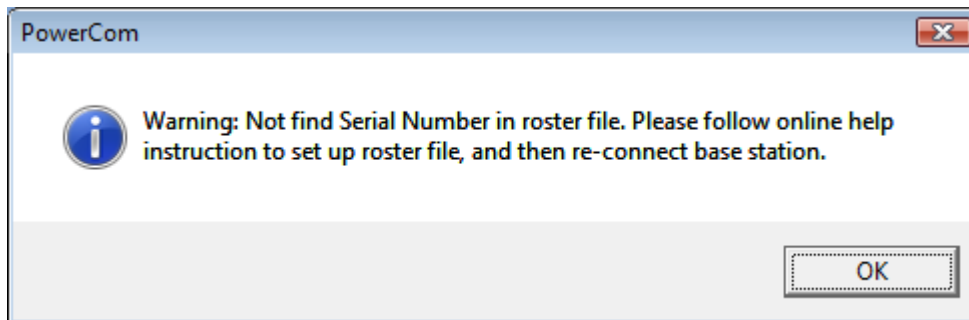 PowerCom
Warning: Not find Serial Number in roster file. Please follow online help
instruction to set up roster file, and then re-connect base station.
OK